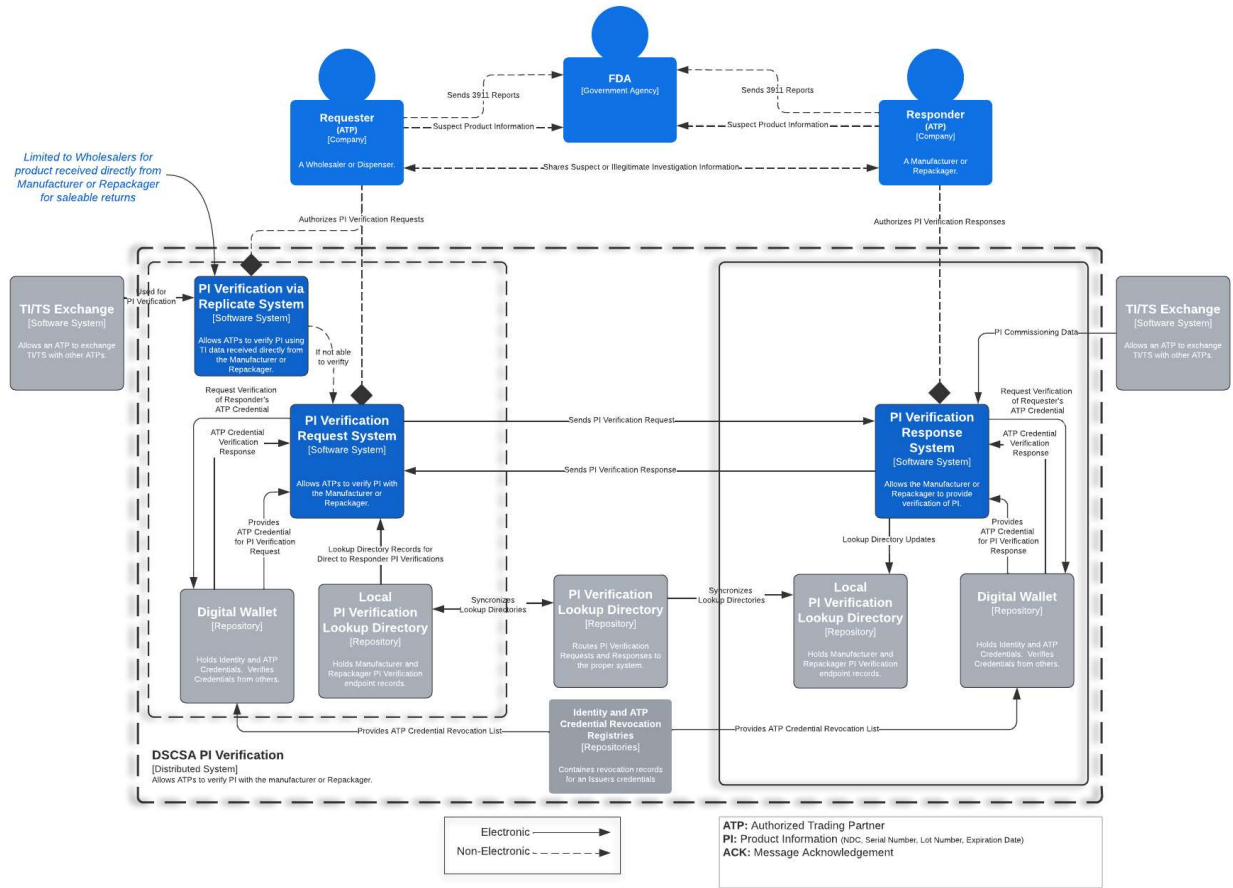 FDA
[Government Agency]
Sends 3911 Reports
Sends 3911 Reports
Requester
(ATP)
[Company]
A Wholesaler or Dispenser.
Suspect Product Information
Suspect Product Information
Responder
(ATP)
[Company]
A Manufacturer or
Repackager.
Shares Suspect or Illegitimate Investigation Information
Limited to Wholesalers for
product received directly from
Manufacturer or Repackager
for saleable returns
Authorizes PI Verification Requests
Authorizes PI Verification Responses
TI/TS Exchange
[Software System]
Allows an ATP to exchange
TI/TS with other ATPs.
Used for
PI Verification
PI Verification via
Replicate System
[Software System]
Allows ATPs to verify PI using
TI data received directly from
the Manufacturer or
Repackager.
If not able
to verifty
PI Commissioning Data
TI/TS Exchange
[Software System]
Allows an ATP to exchange
TI/TS with other ATPs.
Request Verification
of Responder's
ATP Credential
ATP Credential
Verification
Response
PI Verification
Request System
[Software System]
Allows ATPs to verify PI with
the Manufacturer or
Repackager.
Sends PI Verification Request
Sends PI Verification Response
PI Verification
Response
System
[Software System]
Allows the Manufacturer or
Repackager to provide
verification of PI.
Request Verification
of Requester's
ATP Credential
ATP Credential
Verification
Response
Provides
ATP Credential
for PI Verification
Request
Lookup Directory Records for
Direct to Responder PI Verifications
Lookup Directory Updates
Provides
ATP Credential
for PI Verification
Response
Digital Wallet
[Repository]
Holds Identity and ATP
Credentials. Verifies
Credentials from others.
Local
PI Verification
Lookup Directory
[Repository]
Holds Manufacturer and
Repackager PI Verification
endpoint records.
Syncronizes
Lookup Directories
PI Verification
Lookup Directory
[Repository]
Routes PI Verification
Requests and Responses to
the proper system.
Syncronizes
Lookup Directories
Local
PI Verification
Lookup Directory
[Repository]
Holds Manufacturer and
Repackager PI Verification
endpoint records.
Digital Wallet
[Repository]
Holds Identity and ATP
Credentials. Verifies
Credentials from others.
Provides ATP Credential Revocation List
Identity and ATP
Credential Revocation
Registries
[Repositories]
Containes revocation records
for an Issuers credentials
Provides ATP Credential Revocation List
DSCSA PI Verification
[Distributed System]
Allows ATPs to verify PI with the manufacturer or Repackager.
Electronic
Non-Electronic
ATP: Authorized Trading Partner
PI: Product Information (NDC, Serial Number, Lot Number, Expiration Date)
ACK: Message Acknowledgement